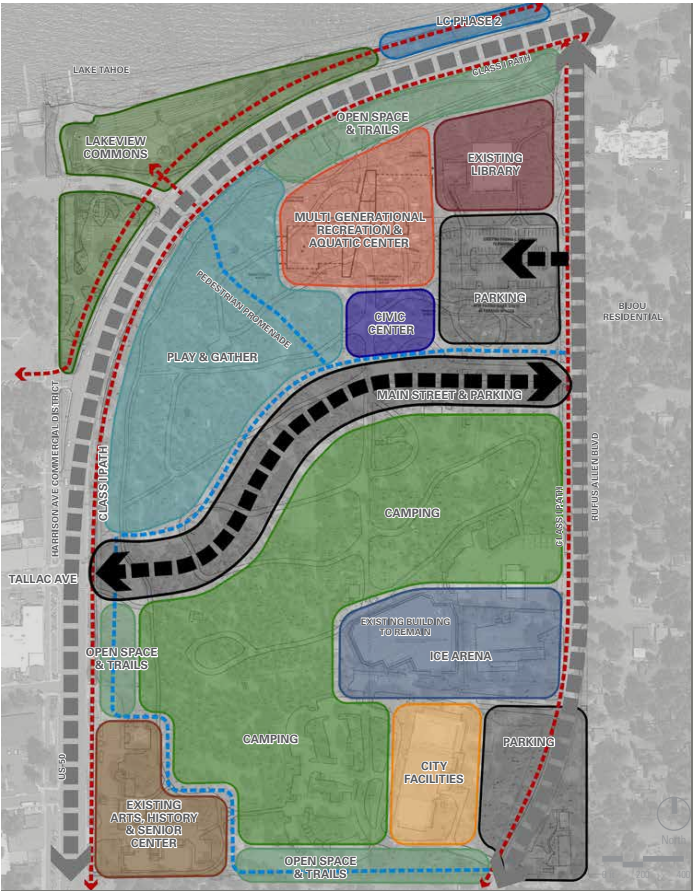 LC PHASE 2
LAKE TAHOE
CLASS I PATH
OPEN SPACE
& TRAILS
LAKEVIEW
COMMONS
EXISTING
LIBRARY
MULTI-GENERATIONAL
RECREATION &
AQUATIC CENTER
PEDESTRIAN PROMENADE
PARKING
BIJOU
RESIDENTIAL
CIVIC
CENTER
PLAY & GATHER
MAIN STREET & PARKING
HARRISON AVE COMMERCIAL DISTRICT
CLASS I PATH
CAMPING
CLASS I PATH
RUFUS ALLEN BLVD
TALLAC AVE
EXISTING BUILDING
TO REMAIN
ICE ARENA
OPEN SPACE
& TRAILS
CAMPING
PARKING
US-50
CITY
FACILITIES
EXISTING
ARTS, HISTORY
& SENIOR
CENTER
North
OPEN SPACE
& TRAILS